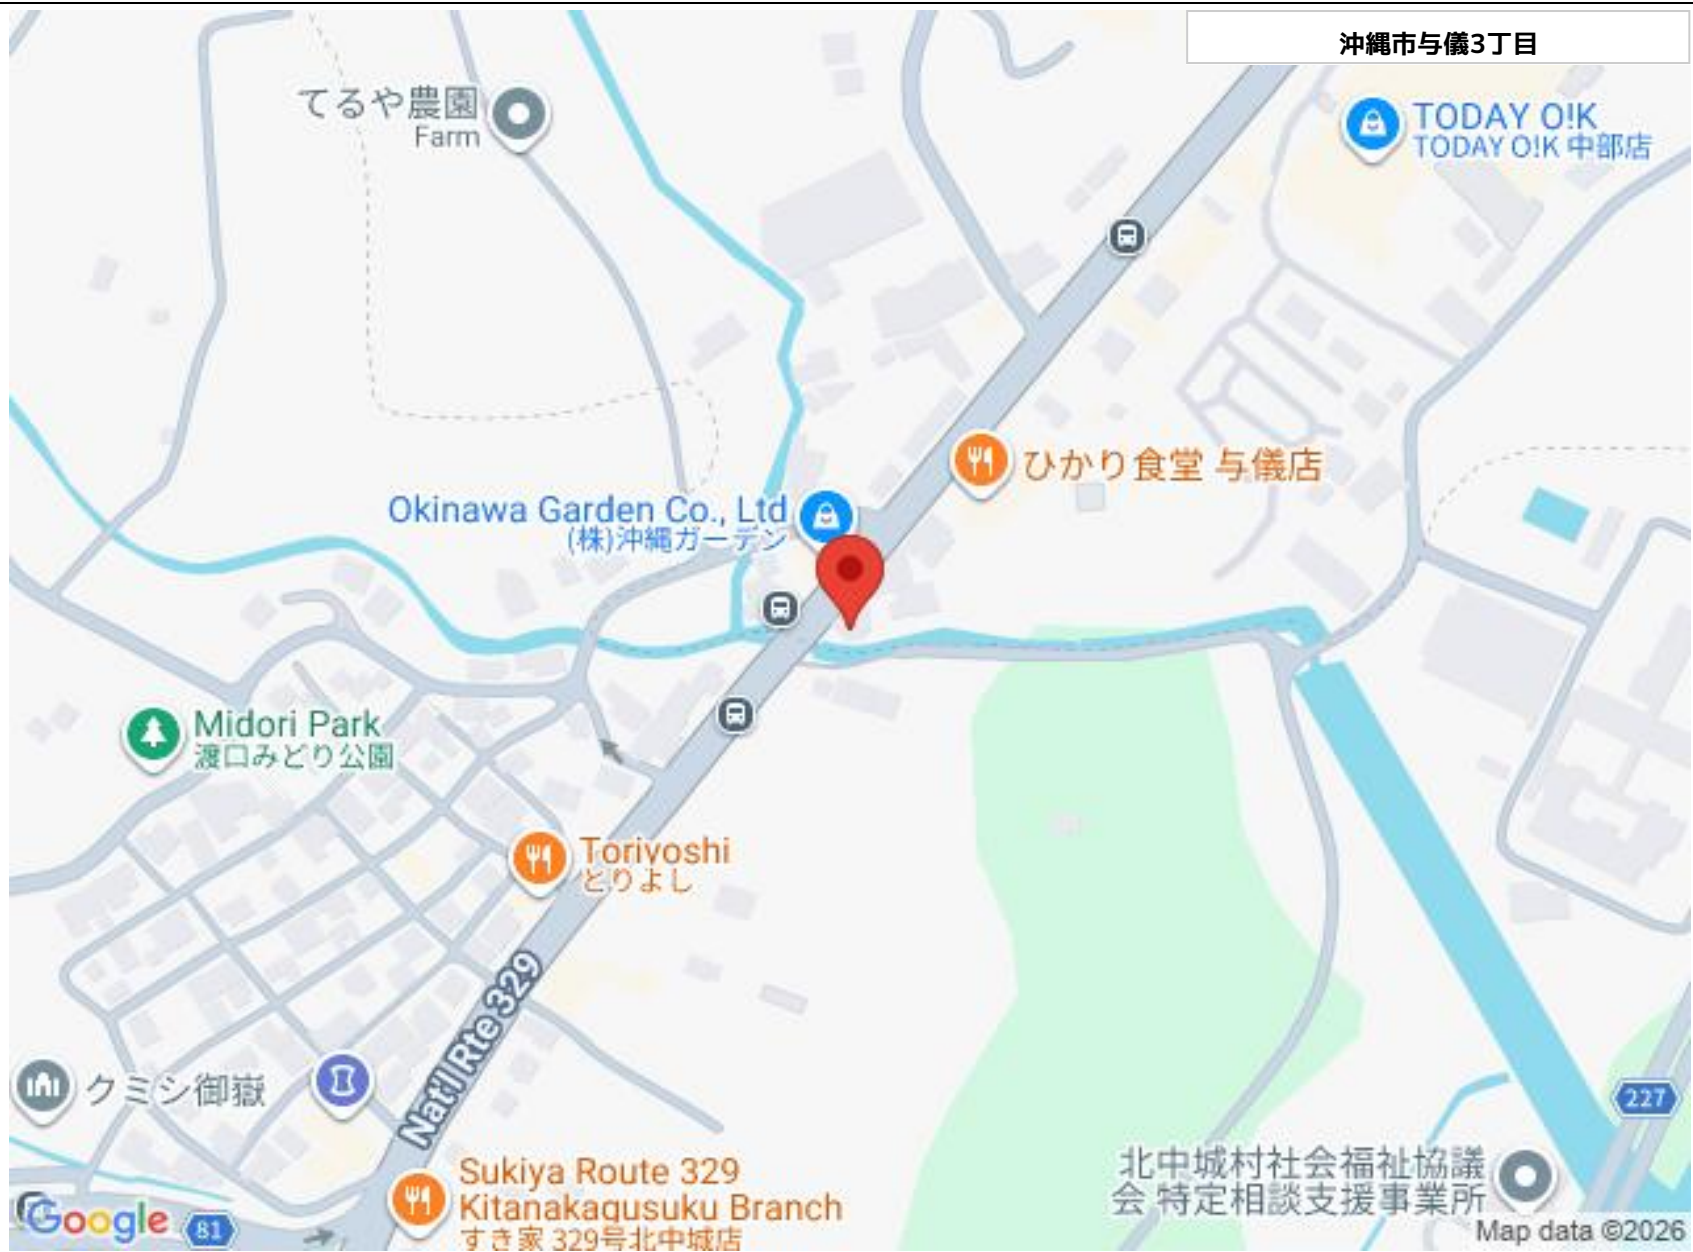 沖縄市与儀3丁目
てるや農園
Farm
TODAY O!K
TODAY O!K 中部店
ひかり食堂 与儀店
Okinawa Garden Co., Ltd
(株)沖縄ガーデン
Midori Park
渡口みどり公園
Toriyoshi
とりよし
Nat'l Rte 329
クミシ御嶽
227
Sukiya Route 329
Kitanakagusuku Branch
すき家 329号北中城店
北中城村社会福祉協議
会 特定相談支援事業所
Google
81
Map data ©2026